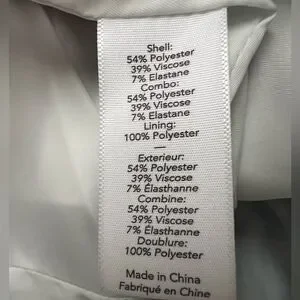 Shell:
54% Polyester
39% Viscose
7% Elastane
Combo:
54% Polyester
39% Viscose
7% Elastane
Lining:
100% Polyester
—
Exterieur:
54% Polyester
39% Viscose
7% Élasthanne
Combine:
54% Polyester
39% Viscose
7% Élasthanne
Doublure:
100% Polyester
Made in China
Fabriqué en Chine